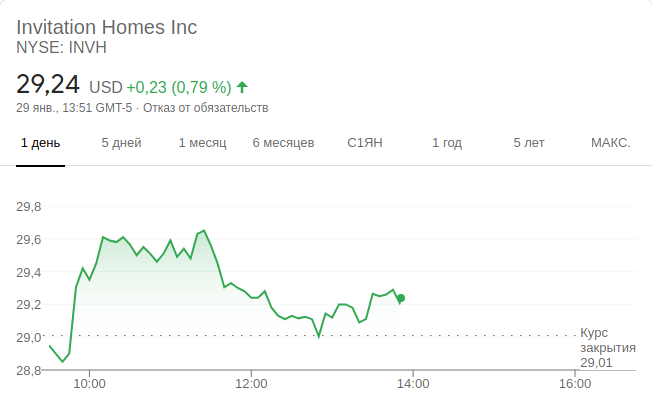 Invitation Homes Inc
NYSE: INVH
29,24 USD +0,23 (0,79 %)
29 янв., 13:51 GMT-5 · Отказ от обязательств
1 день 5 дней 1 месяц 6 месяцев С1ЯН 1 год 5 лет МАКС.
29,8
29,6
29,4
29,2
29,0
28,8
Курс
закрытия
29,01
10:00 12:00 14:00 16:00